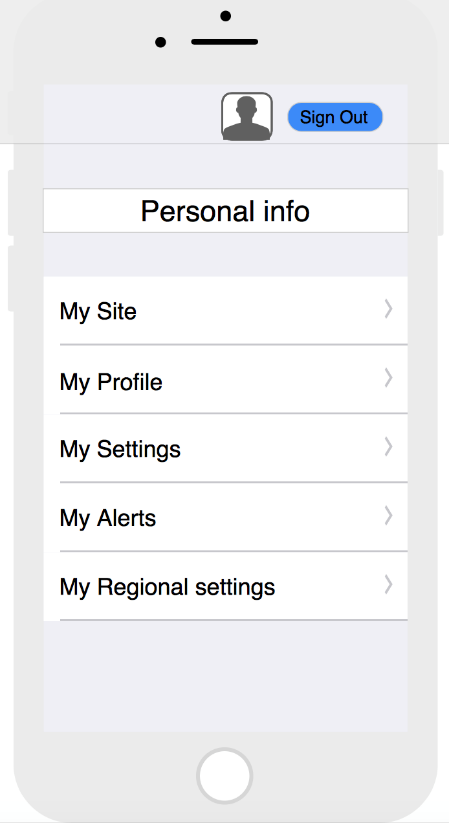 Sign Out
Personal info
My Site
My Profile
My Settings
My Alerts
My Regional settings